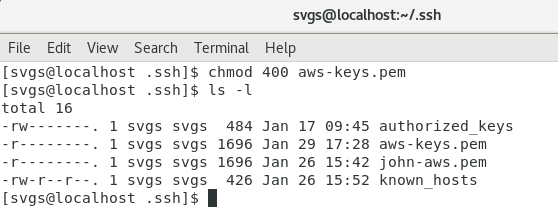 svgs@localhost:~/.ssh
File Edit View Search Terminal Help
[svgs@localhost .ssh]$ chmod 400 aws-keys.pem
[svgs@localhost .ssh]$ ls -l
total 16
-rw-------. 1 svgs svgs  484 Jan 17 09:45 authorized_keys
-r--------. 1 svgs svgs 1696 Jan 29 17:28 aws-keys.pem
-r--------. 1 svgs svgs 1696 Jan 26 15:42 john-aws.pem
-rw-r--r--. 1 svgs svgs  426 Jan 26 15:52 known_hosts
[svgs@localhost .ssh]$